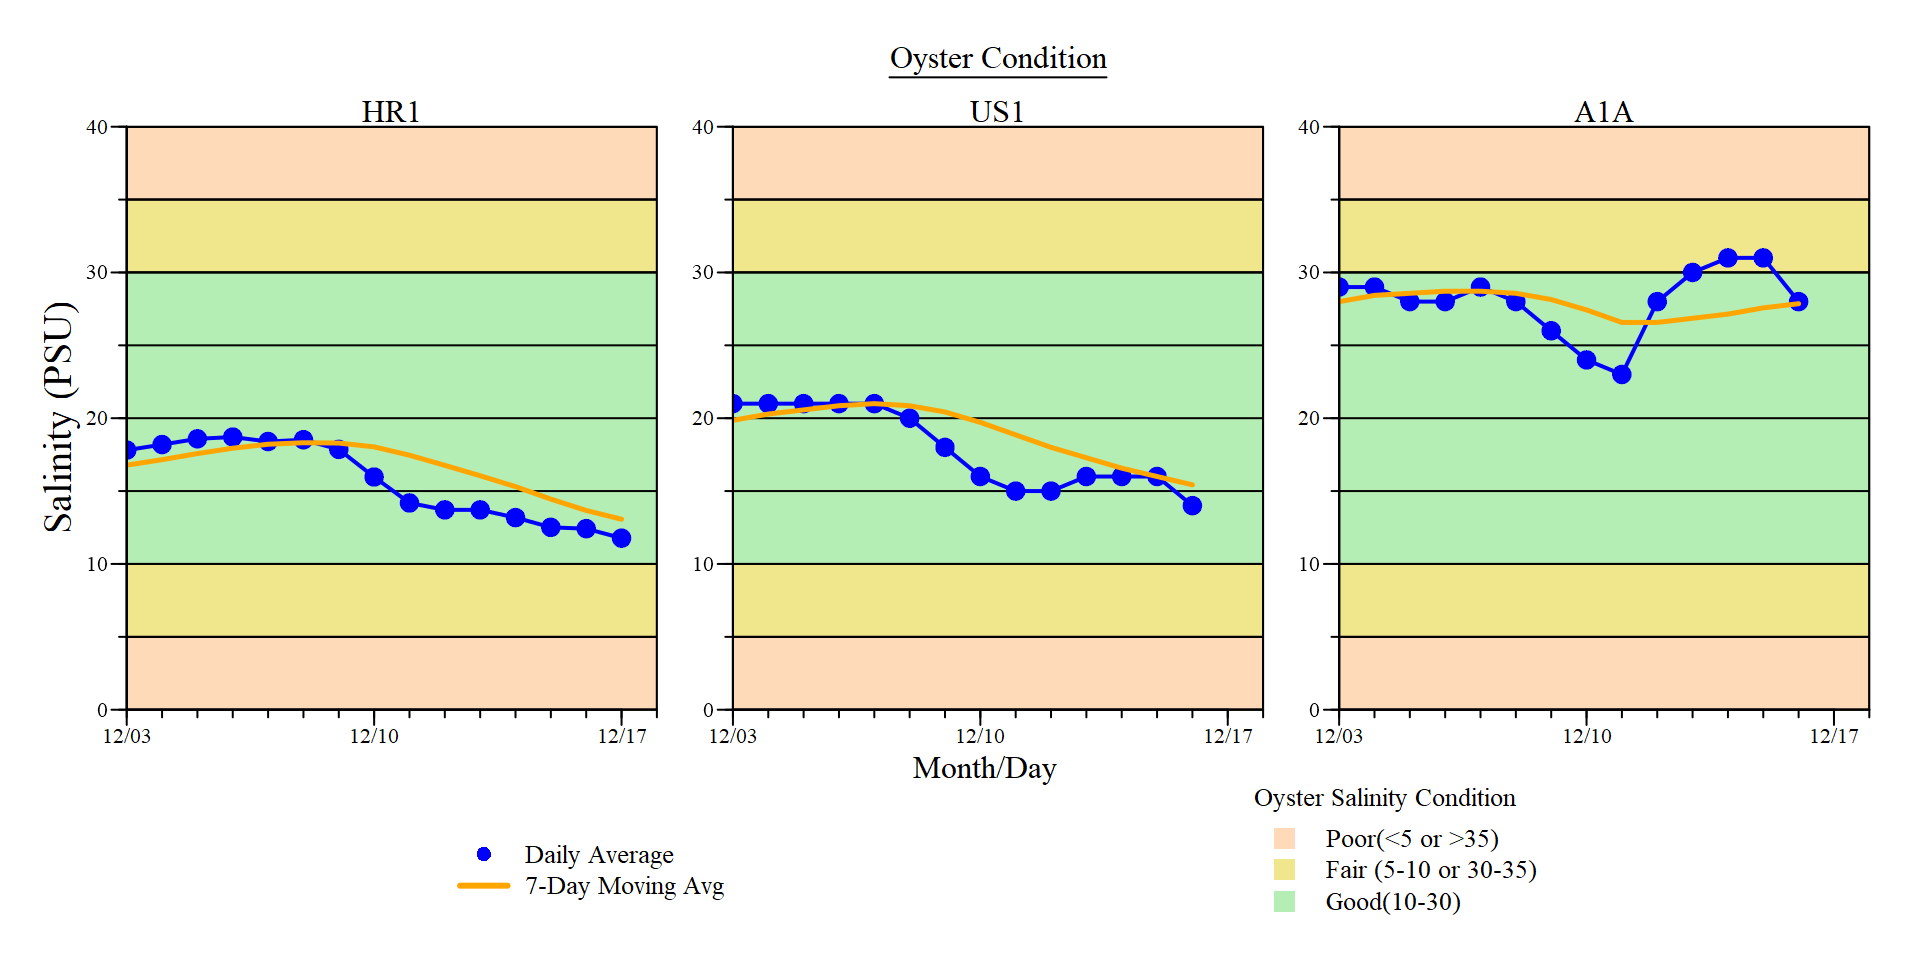 Oyster Condition
HR1
US1
A1A
Salinity (PSU)
40
30
20
10
0
12/03
12/10
12/17
40
30
20
10
0
12/03
12/10
12/17
40
30
20
10
0
12/03
12/10
12/17
Month/Day
Daily Average
7-Day Moving Avg
Oyster Salinity Condition
Poor(<5 or >35)
Fair (5-10 or 30-35)
Good(10-30)